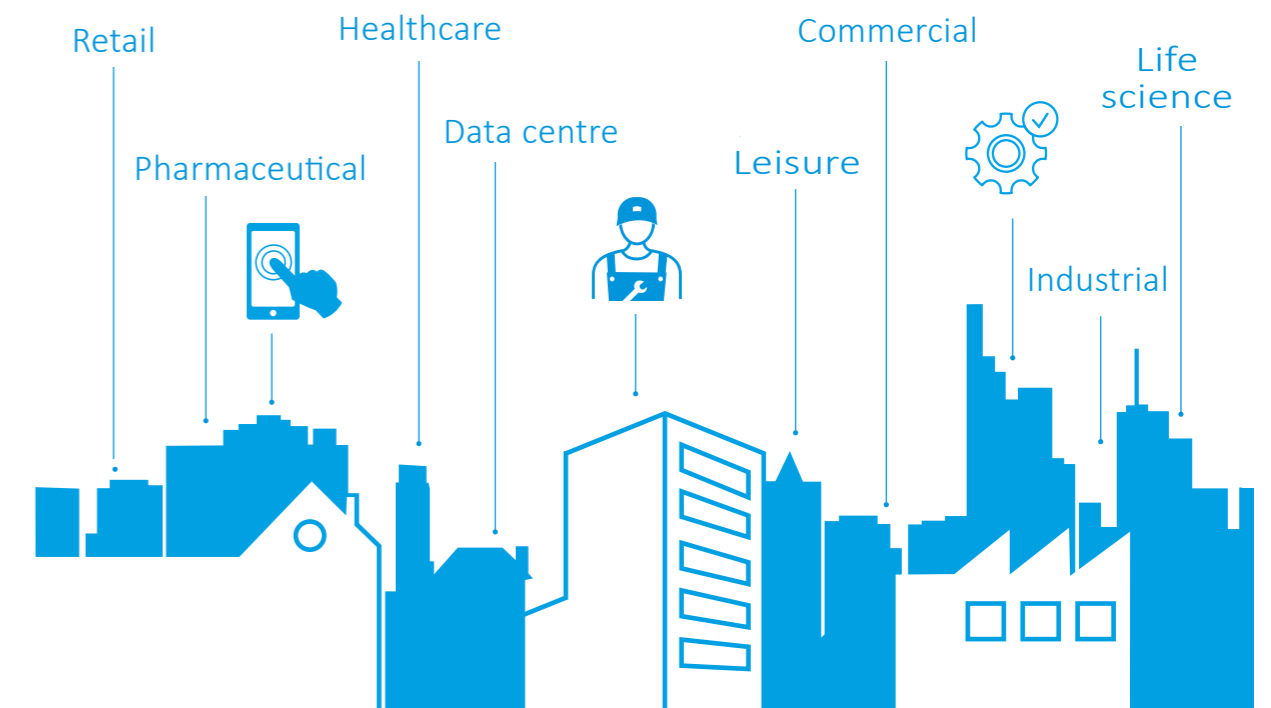 Retail
Healthcare
Commercial
Life
science
Data centre
Leisure
Pharmaceutical
Industrial